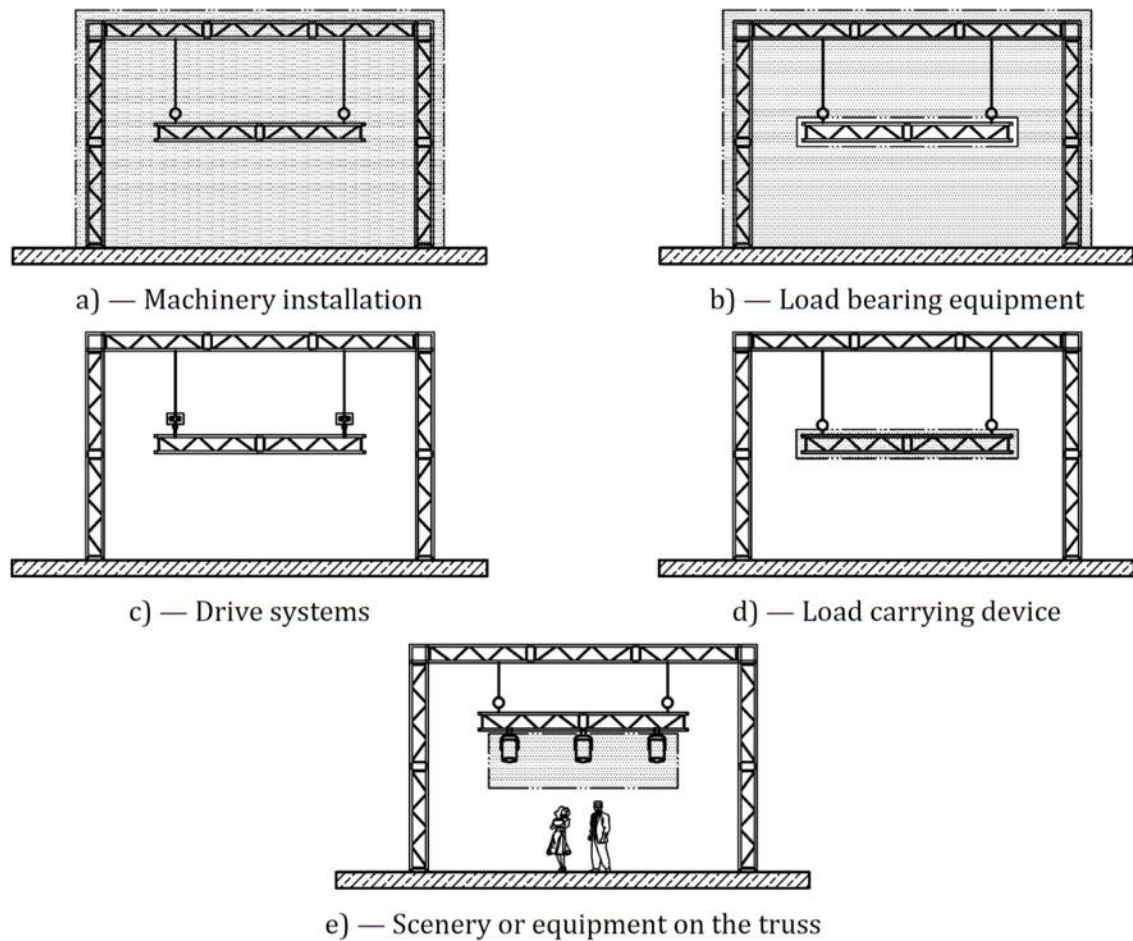 a) — Machinery installation
b) — Load bearing equipment
c) — Drive systems
d) — Load carrying device
e) — Scenery or equipment on the truss